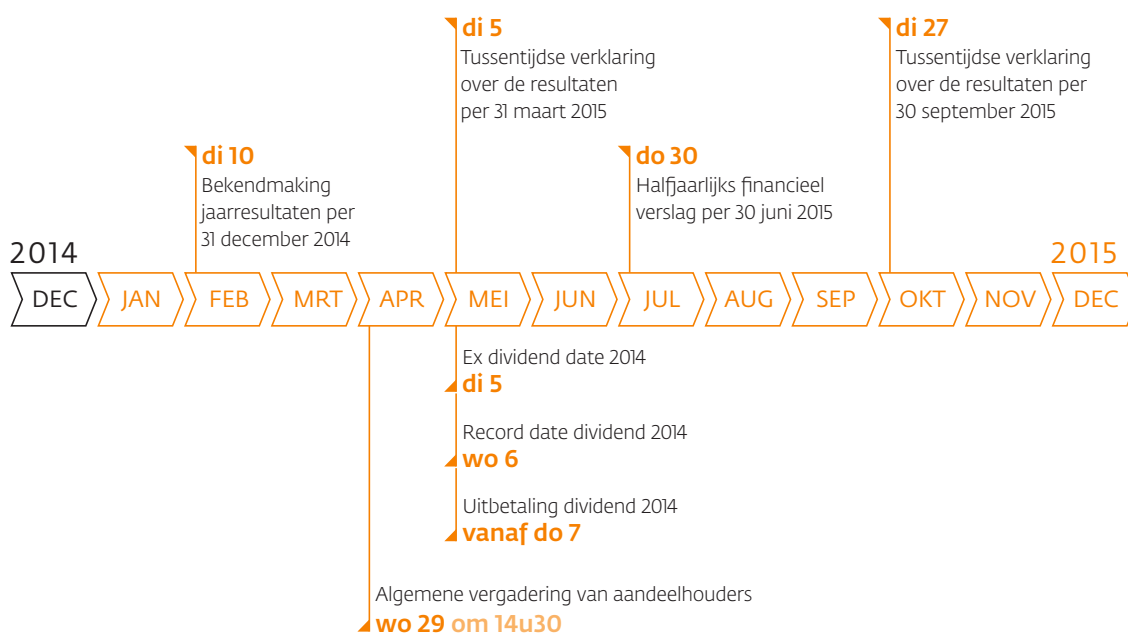 di 5
Tussentijdse verklaring
over de resultaten
per 31 maart 2015
di 27
Tussentijdse verklaring
over de resultaten per
30 september 2015
di 10
Bekendmaking
jaarresultaten per
31 december 2014
do 30
Halfjaarlijks financieel
verslag per 30 juni 2015
2014
2015
DEC JAN FEB MRT APR MEI JUN JUL AUG SEP OKT NOV DEC
Ex dividend date 2014
di 5
Record date dividend 2014
wo 6
Uitbetaling dividend 2014
vanaf do 7
Algemene vergadering van aandeelhouders
wo 29 om 14u30